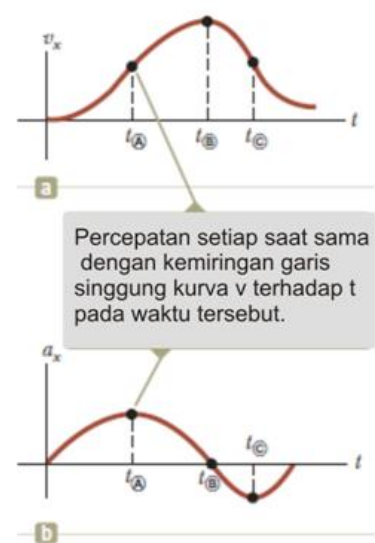 vₓ
t
tⒶ tⒷ tⒸ
a
Percepatan setiap saat sama
dengan kemiringan garis
singgung kurva v terhadap t
pada waktu tersebut.
aₓ
tⒸ
t
tⒶ tⒷ
b